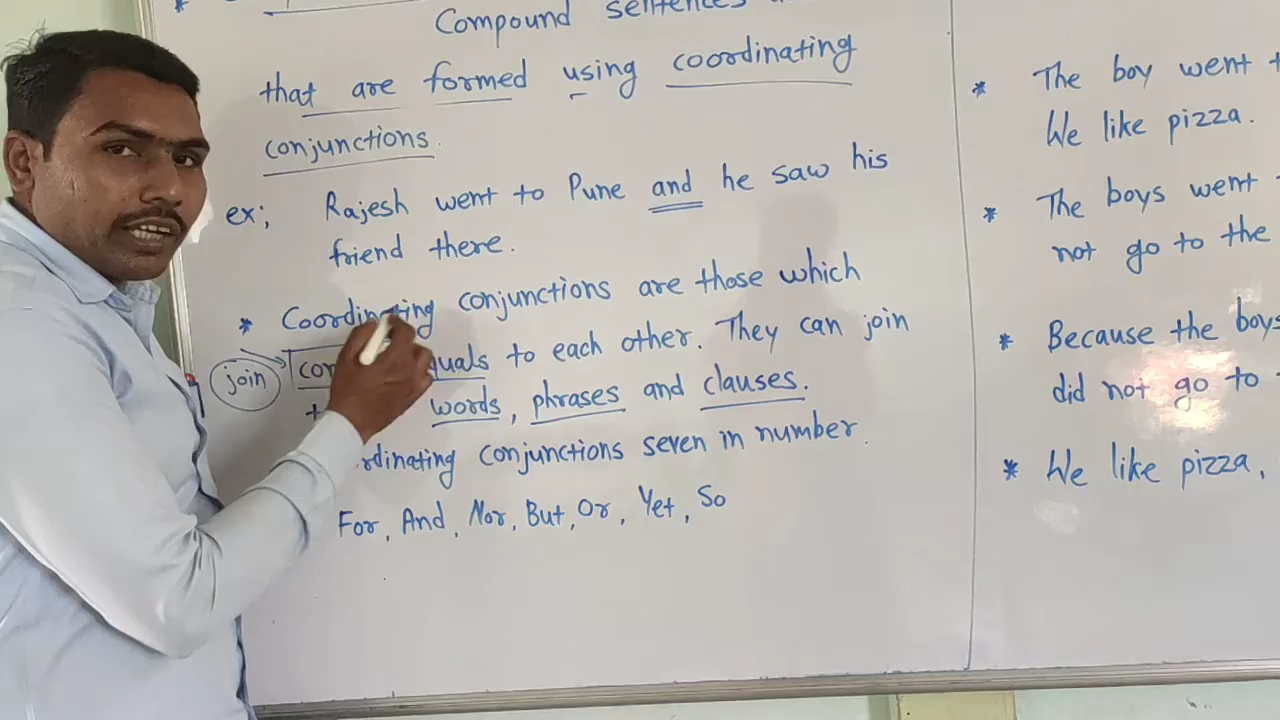 Compound sentences
that are formed using coordinating
conjunctions.
ex; Rajesh went to Pune and he saw his
friend there.
* Coordinating conjunctions are those which
to each other. They can join
join
words, phrases and clauses.
conjunctions seven in number.
For, And, Nor, But, Or, Yet, So
* The boy went
We like pizza.
* The boys went
not go to the
* Because the boys
did not go to
* We like pizza,